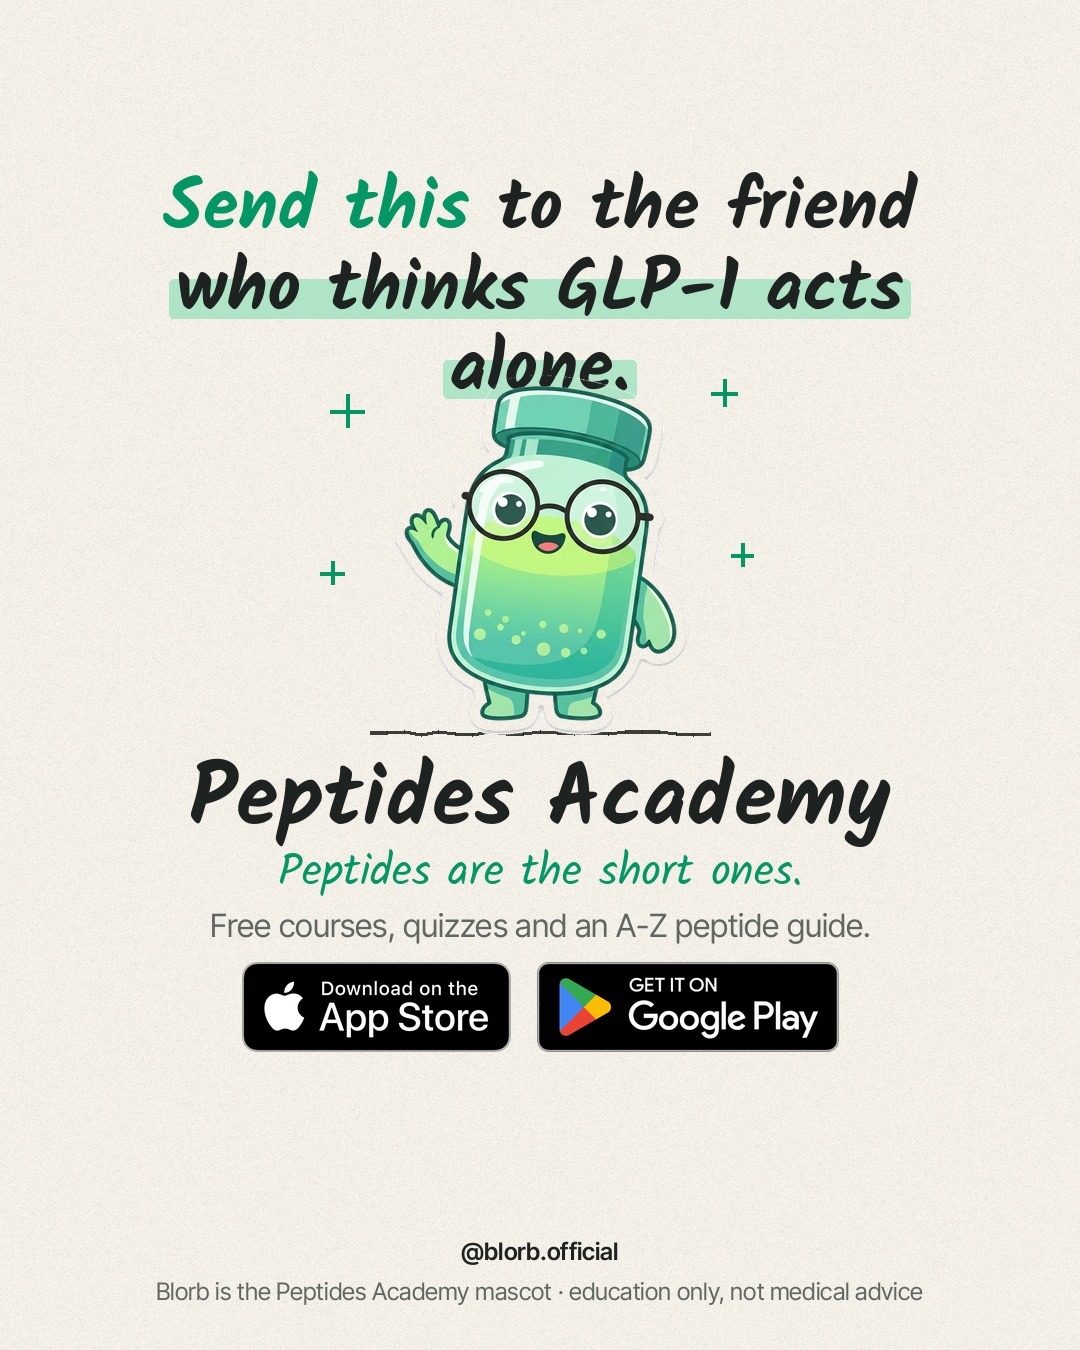 Send this to the friend
who thinks GLP-1 acts
alone.
Peptides Academy
Peptides are the short ones.
Free courses, quizzes and an A-Z peptide guide.
Download on the
App Store
GET IT ON
Google Play
@blorb.official
Blorb is the Peptides Academy mascot · education only, not medical advice